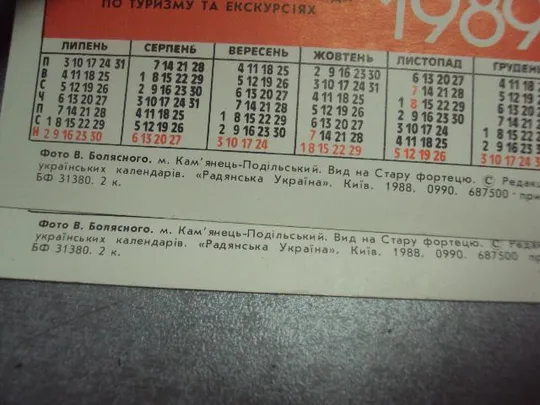 ПО ТУРИЗМУ ТА ЕКСКУРСІЯХ
1989
ЛИПЕНЬ СЕРПЕНЬ ВЕРЕСЕНЬ ЖОВТЕНЬ ЛИСТОПАД ГРУДЕНЬ
П 3 10 17 24 31 7 14 21 28 4 11 18 25 2 9 16 23 30 6 13 20 27
В 4 11 18 25 1 8 15 22 29 5 12 19 26 3 10 17 24 31 7 14 21 28
С 5 12 19 26 2 9 16 23 30 6 13 20 27 4 11 18 25 1 8 15 22 29
Ч 6 13 20 27 3 10 17 24 31 7 14 21 28 5 12 19 26 2 9 16 23 30
П 7 14 21 28 4 11 18 25 1 8 15 22 29 6 13 20 27 3 10 17 24
С 1 8 15 22 29 5 12 19 26 2 9 16 23 30 7 14 21 28 4 11 18 25
Н 2 9 16 23 30 6 13 20 27 3 10 17 24 1 8 15 22 29 5 12 19 26 3 10 17
Фото В. Болясного. м. Кам'янець-Подільський. Вид на Стару фортецю. © Редакц
українських календарів. «Радянська Україна». Київ. 1988. 0990. 687500 прим
БФ 31380. 2 к.
Фото В. Болясного. м. Кам'янець-Подільський. Вид на Стару фортецю. © Ред
українських календарів. «Радянська Україна». Київ. 1988. 0990. 687500
БФ 31380. 2 к.